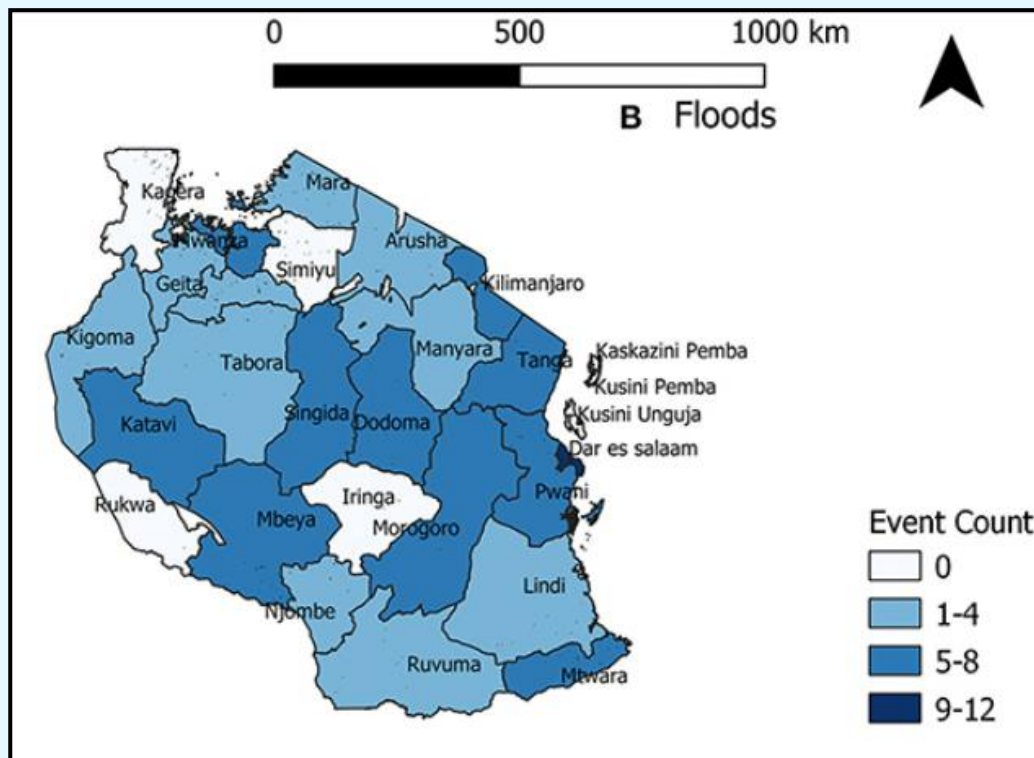 0 500 1000 km
B Floods
Kagera
Mara
Mwanza
Arusha
Simiyu
Geita
Kilimanjaro
Kigoma
Tabora
Manyara
Tanga
Kaskazini Pemba
Kusini Pemba
Kusini Unguja
Katavi
Singida
Dodoma
Dar es salaam
Rukwa
Mbeya
Iringa
Morogoro
Pwani
Njombe
Lindi
Ruvuma
Mtwara
Event Count
0
1-4
5-8
9-12